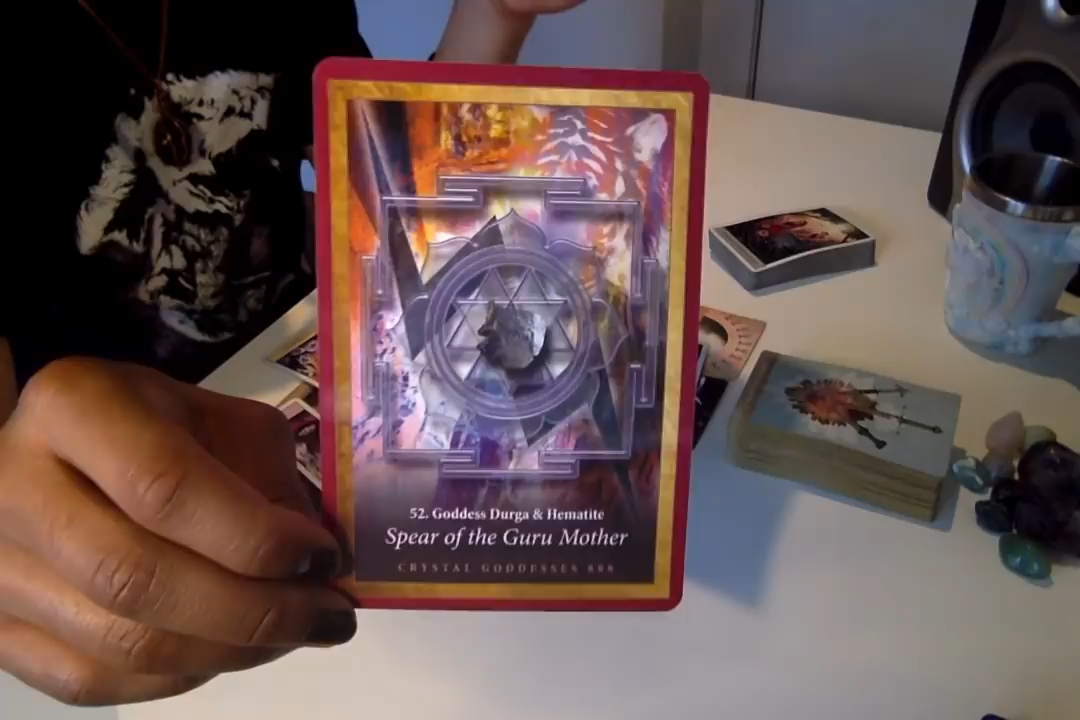 52. Goddess Durga & Hematite
Spear of the Guru Mother
CRYSTAL GODDESSES 888